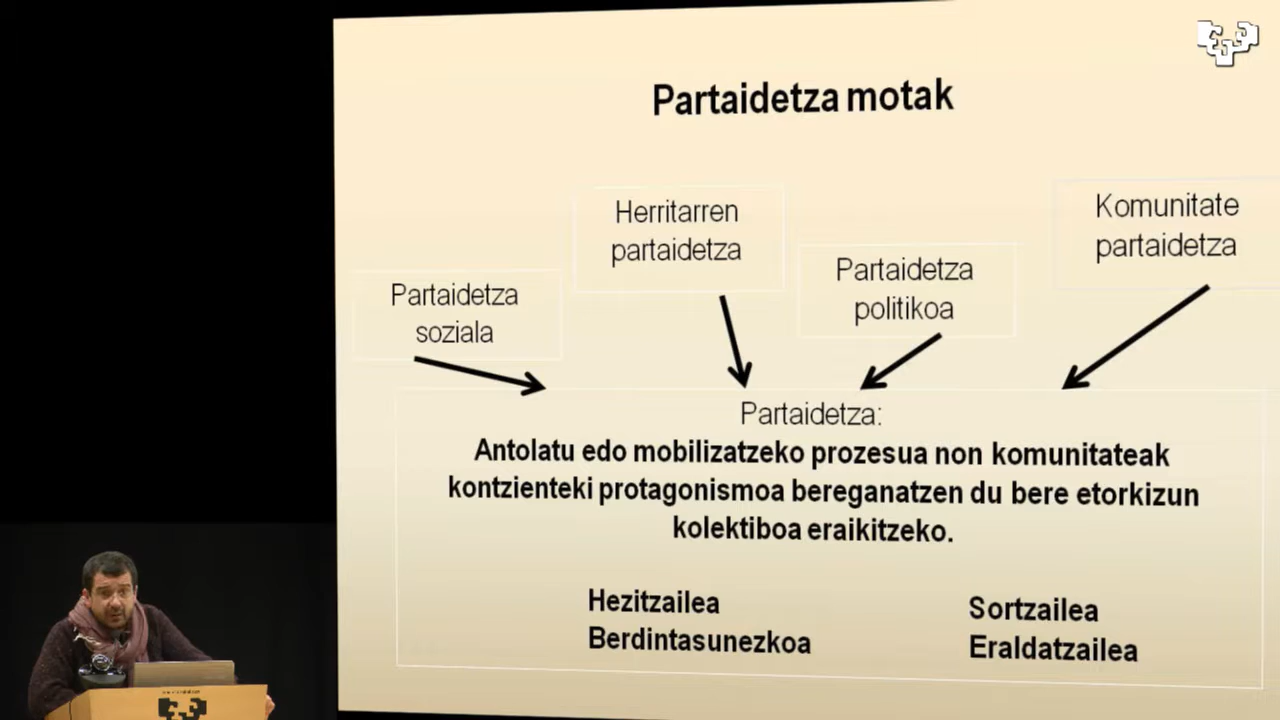 Partaidetza motak
Herritarren
partaidetza
Komunitate
partaidetza
Partaidetza
politikoa
Partaidetza
soziala
Partaidetza:
Antolatu edo mobilizatzeko prozesua non komunitateak
kontzienteki protagonismoa bereganatzen du bere etorkizun
kolektiboa eraikitzeko.
Hezitzailea
Berdintasunezkoa
Sortzailea
Eraldatzailea